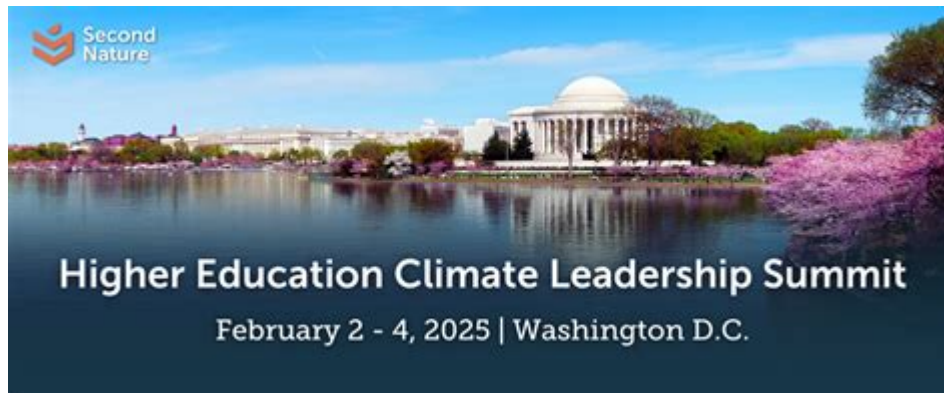 Second
Nature
Higher Education Climate Leadership Summit
February 2 - 4, 2025 | Washington D.C.